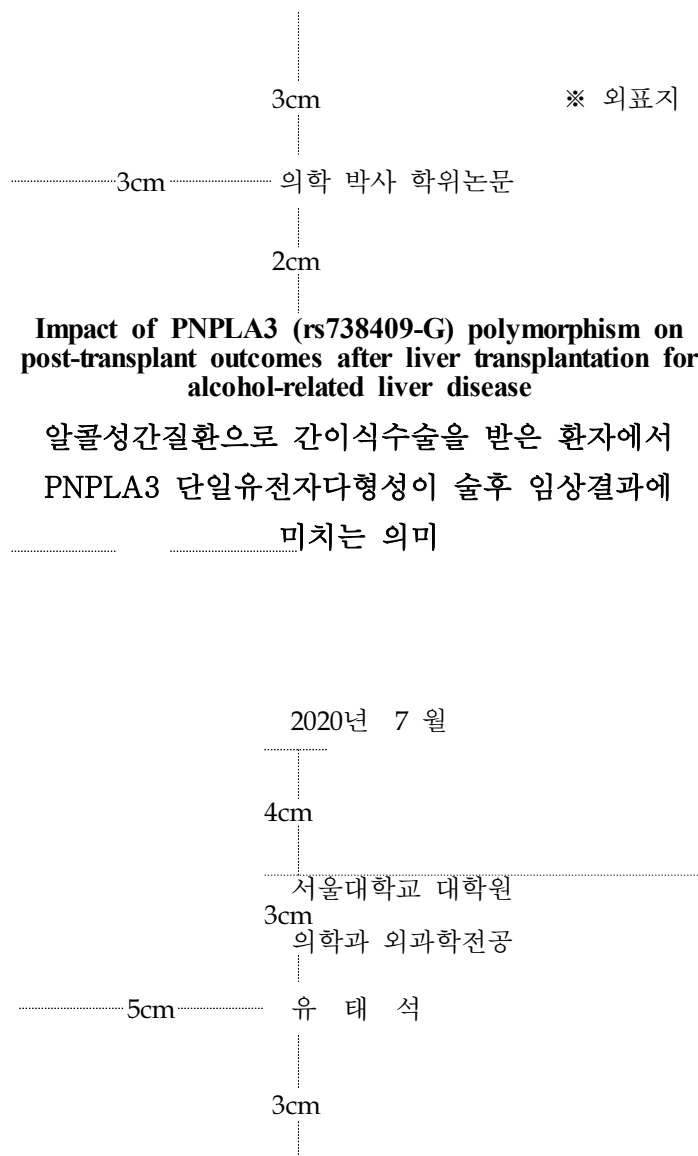 3cm
※ 외표지
3cm
의학 박사 학위논문
2cm
Impact of PNPLA3 (rs738409-G) polymorphism on
post-transplant outcomes after liver transplantation for
alcohol-related liver disease
알콜성간질환으로 간이식수술을 받은 환자에서
PNPLA3 단일유전자다형성이 술후 임상결과에
미치는 의미
2020년 7 월
4cm
서울대학교 대학원
3cm
의학과 외과학전공
5cm
유 태 석
3cm